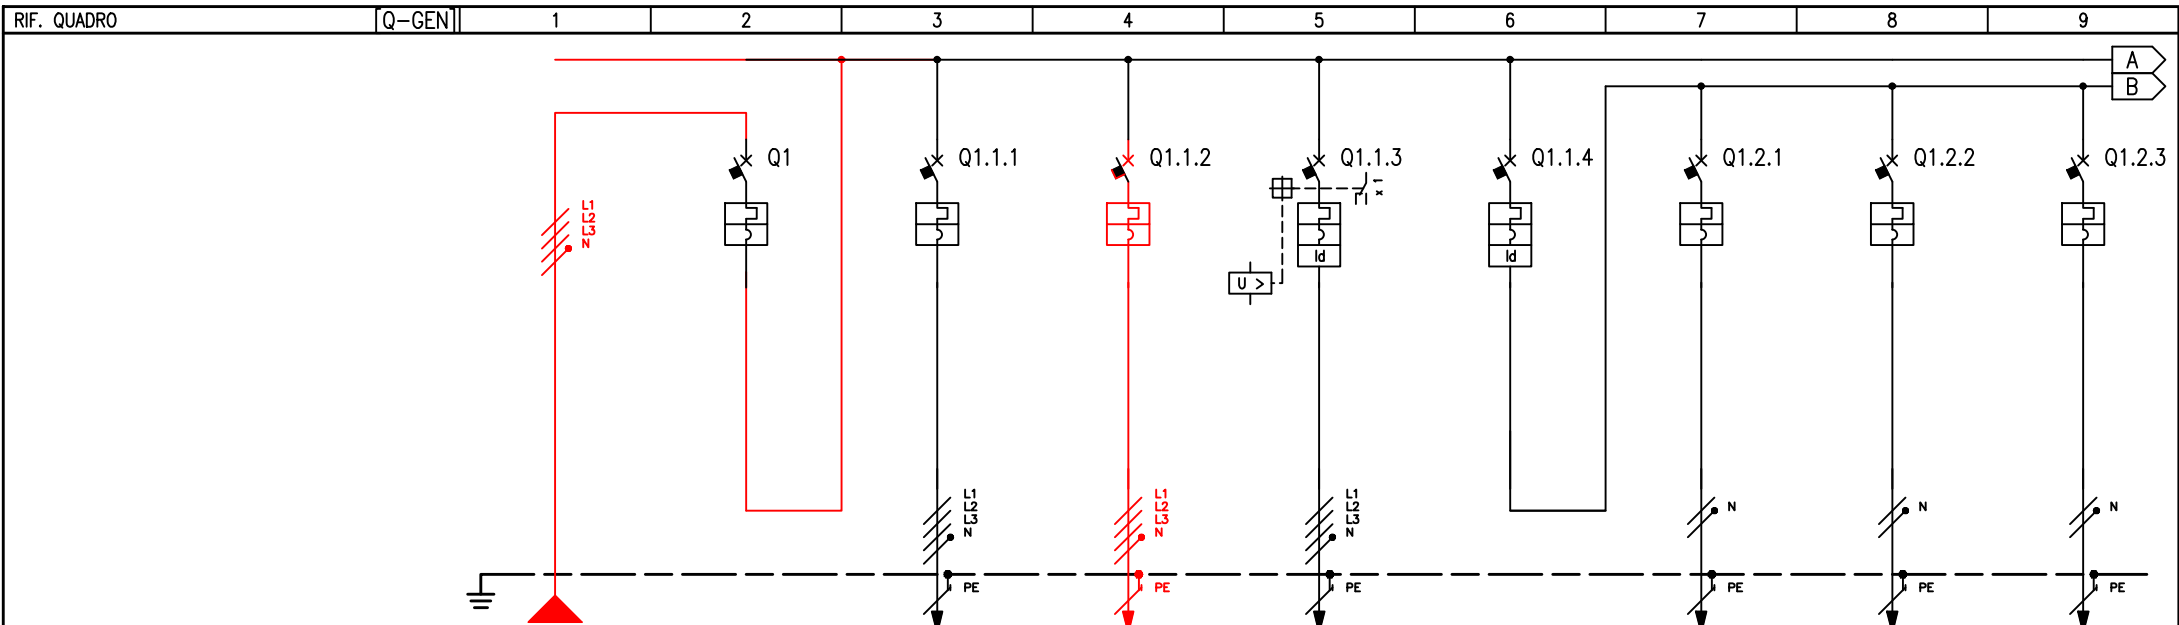 RIF. QUADRO Q-GEN 1 2 3 4 5 6 7 8 9
A
B
Q1 Q1.1.1 Q1.1.2 Q1.1.3 Q1.1.4 Q1.2.1 Q1.2.2 Q1.2.3
x 1
L1
L2
L3
N
Id Id
U >
L1 L1 L1
L2 L2 L2
L3 L3 L3
N N N N N N
PE PE PE PE PE PE